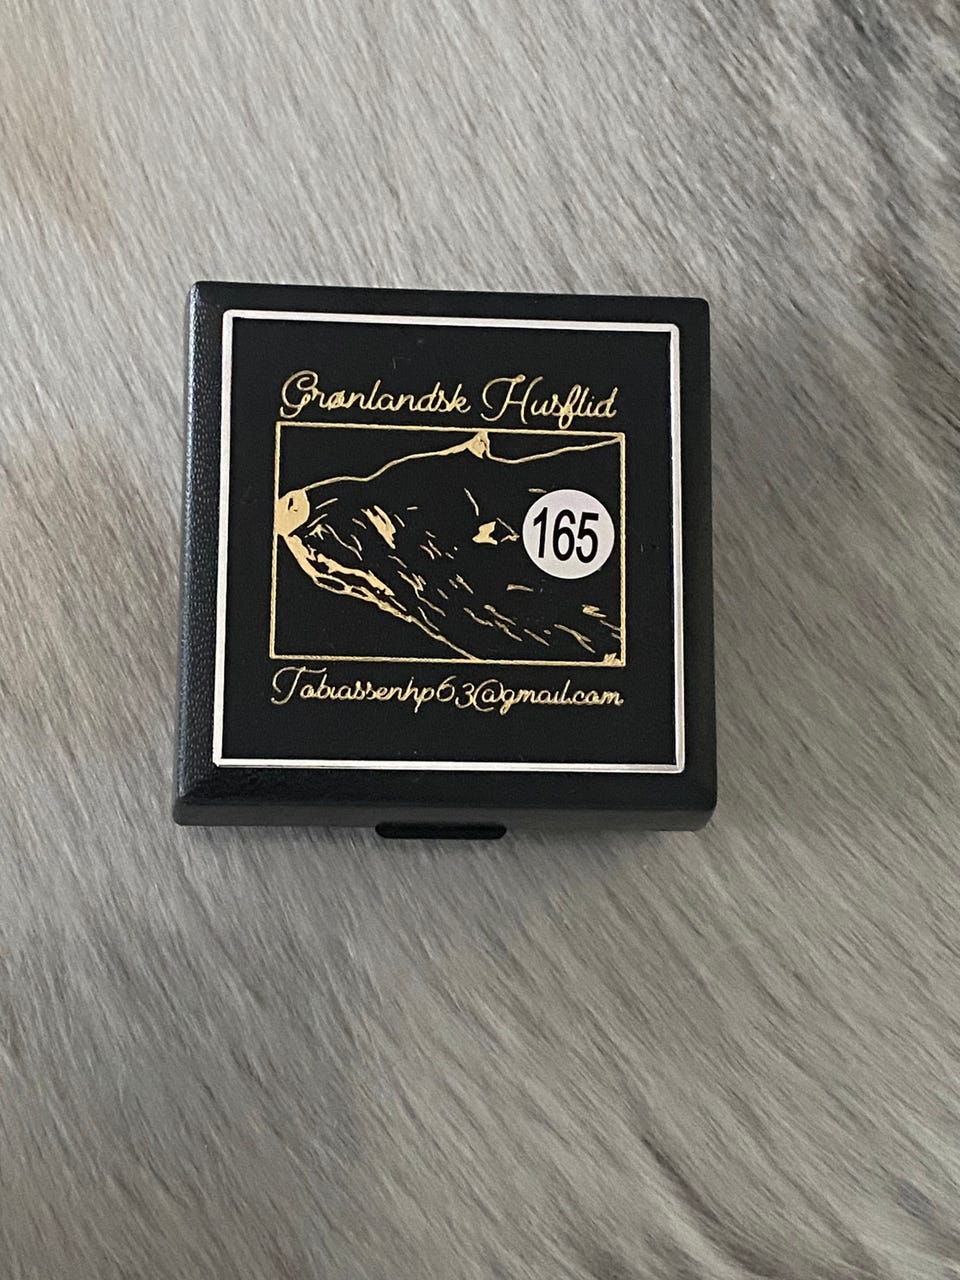 Grønlandsk Husflid
165
Tobiassenhp63@gmail.com